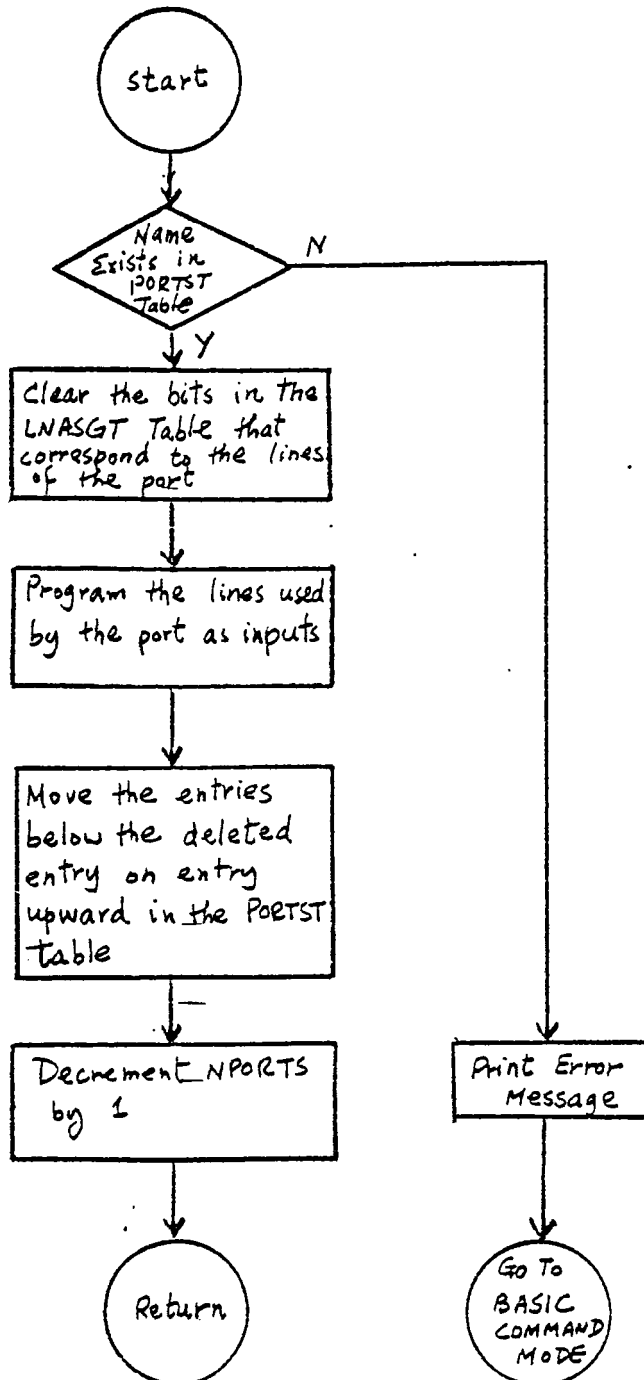 start
Name
Exists in
PORTST
Table
N
Y
Clear the bits in the
LNASGT Table that
correspond to the lines
of the port
Program the lines used
by the port as inputs
Move the entries
below the deleted
entry on entry
upward in the PORTST
table
Decrement NPORTS
by 1
Print Error
Message
Return
Go To
BASIC
COMMAND
MODE